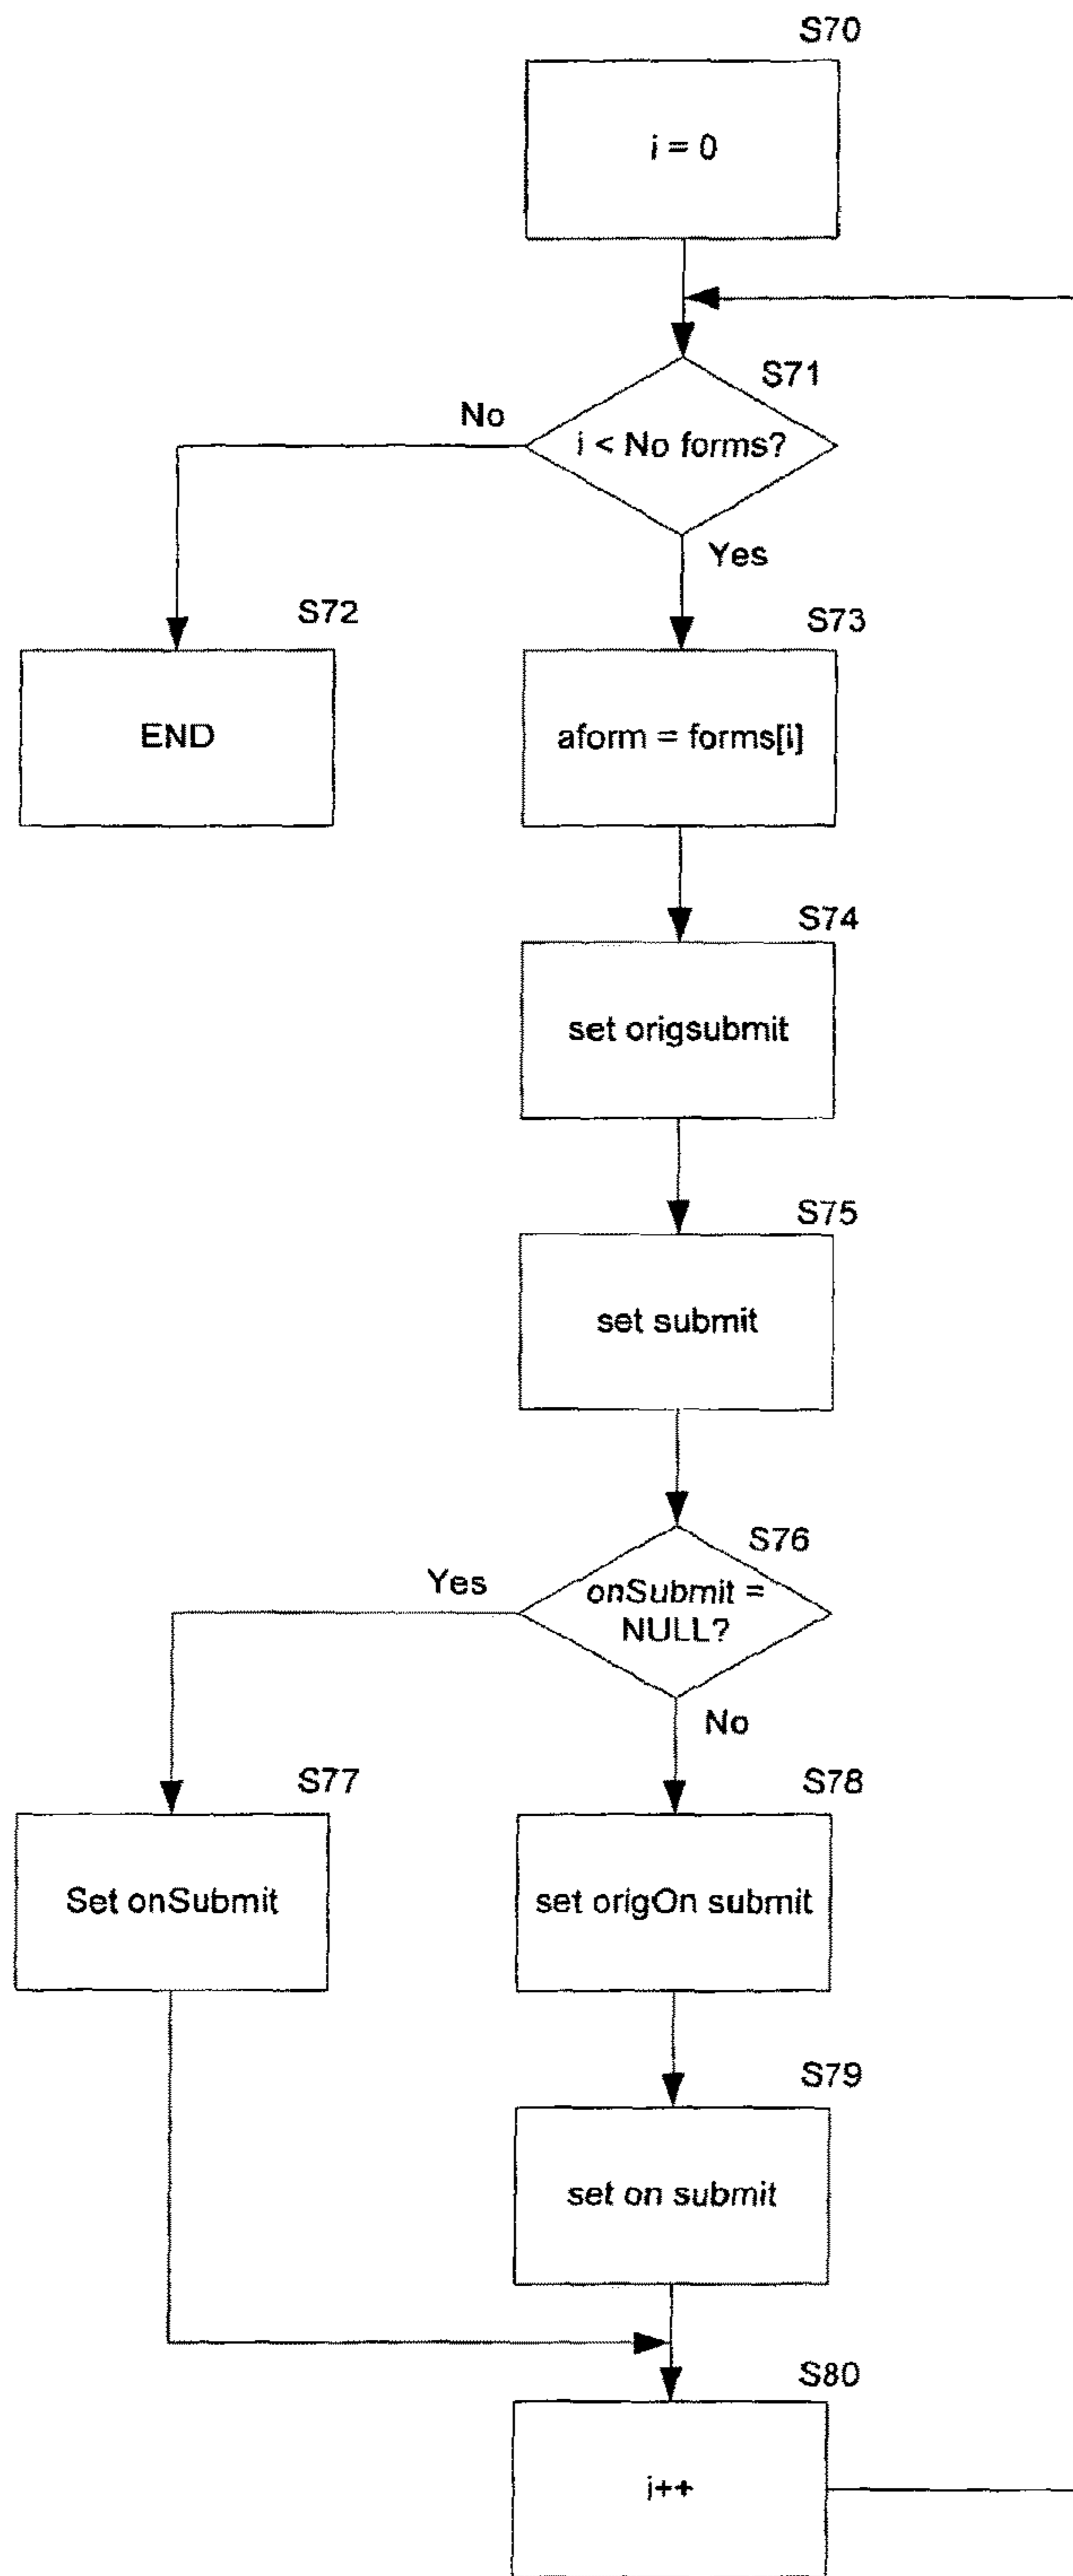 S70
i = 0
S71
No
i < No forms?
Yes
S72
S73
END
aform = forms[i]
S74
set origsubmit
S75
set submit
S76
Yes
onSubmit =
NULL?
No
S77
S78
Set onSubmit
set origOn submit
S79
set on submit
S80
i++